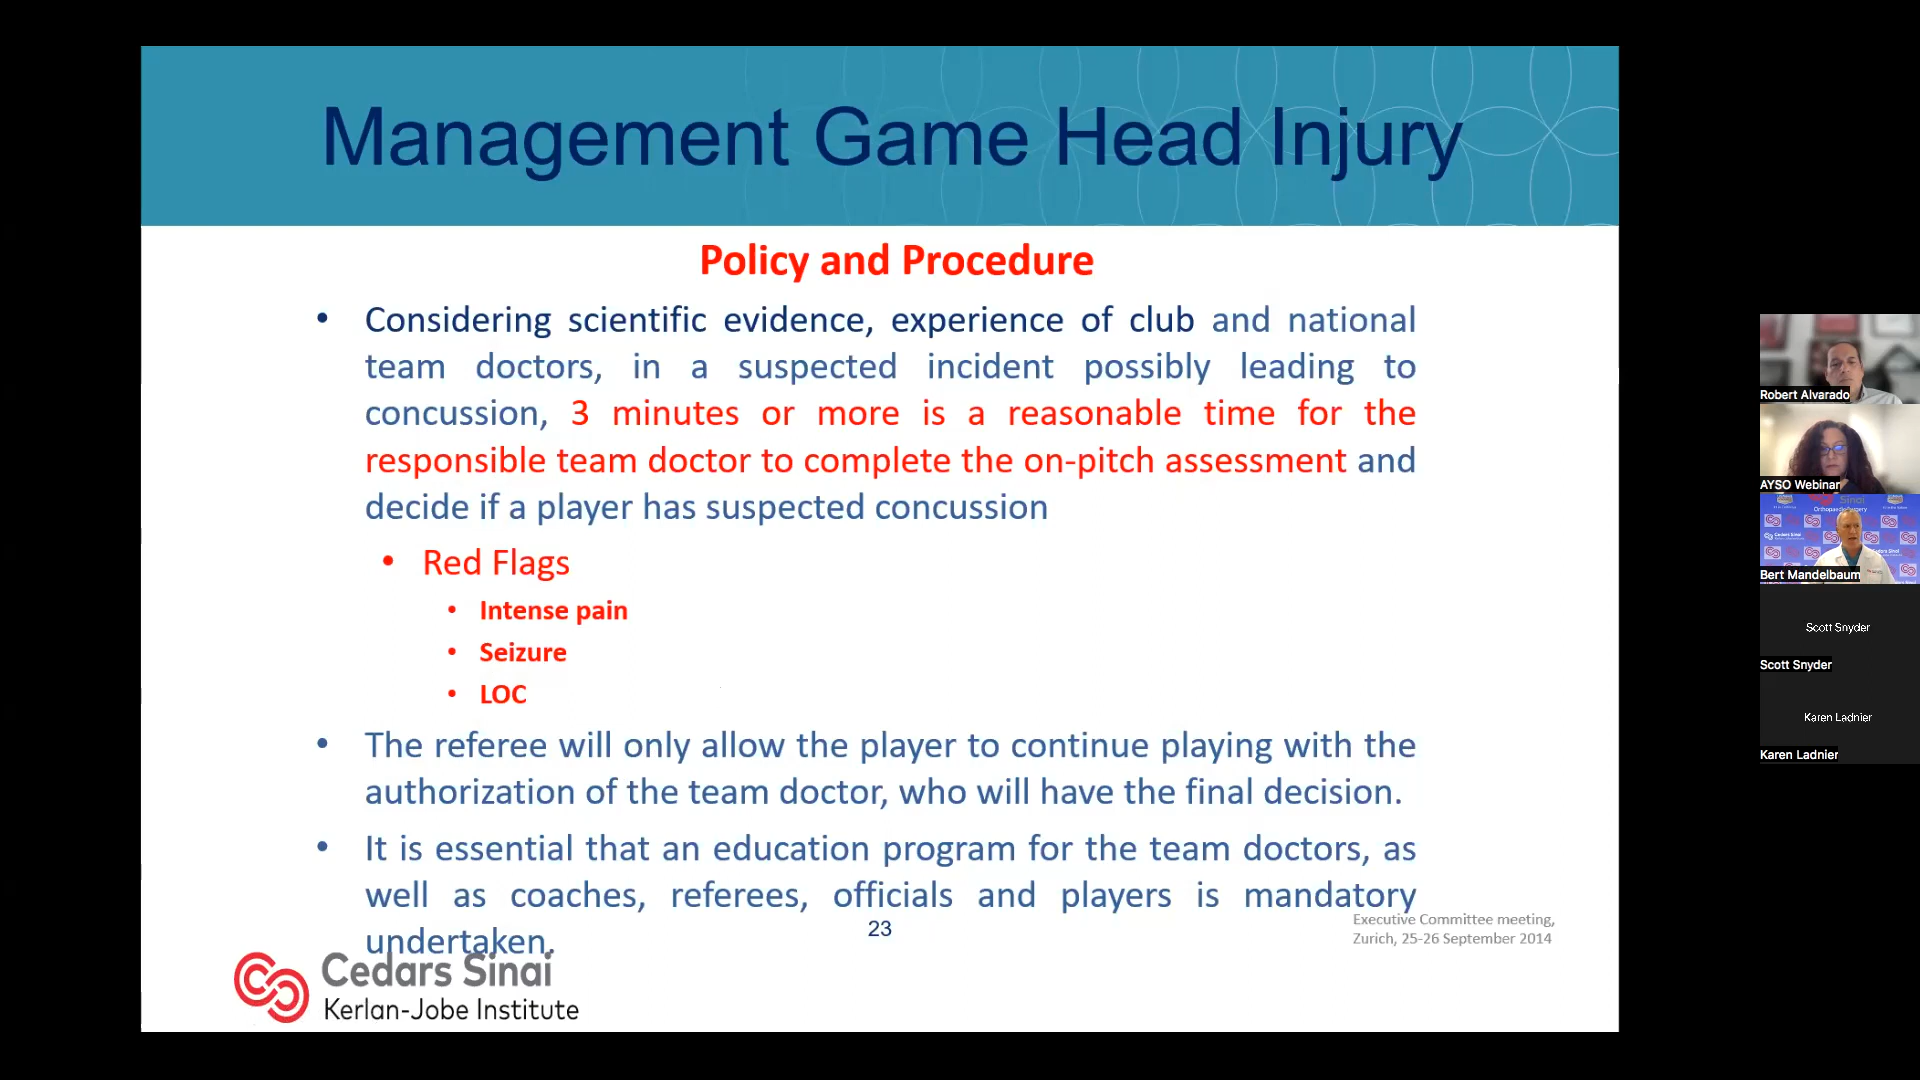 Management Game Head Injury
Policy and Procedure
• Considering scientific evidence, experience of club and national
team doctors, in a suspected incident possibly leading to
concussion, 3 minutes or more is a reasonable time for the
responsible team doctor to complete the on-pitch assessment and
decide if a player has suspected concussion
• Red Flags
• Intense pain
• Seizure
• LOC
• The referee will only allow the player to continue playing with the
authorization of the team doctor, who will have the final decision.
• It is essential that an education program for the team doctors, as
well as coaches, referees, officials and players is mandatory
undertaken.
23
Executive Committee meeting,
Zurich, 25-26 September 2014
Cedars Sinai
Kerlan-Jobe Institute
Robert Alvarado
AYSO Webinar
Sinai
Orthopaedic Surgery
Cedars Sinai
Bert Mandelbaum
Scott Snyder
Scott Snyder
Karen Ladnier
Karen Ladnier